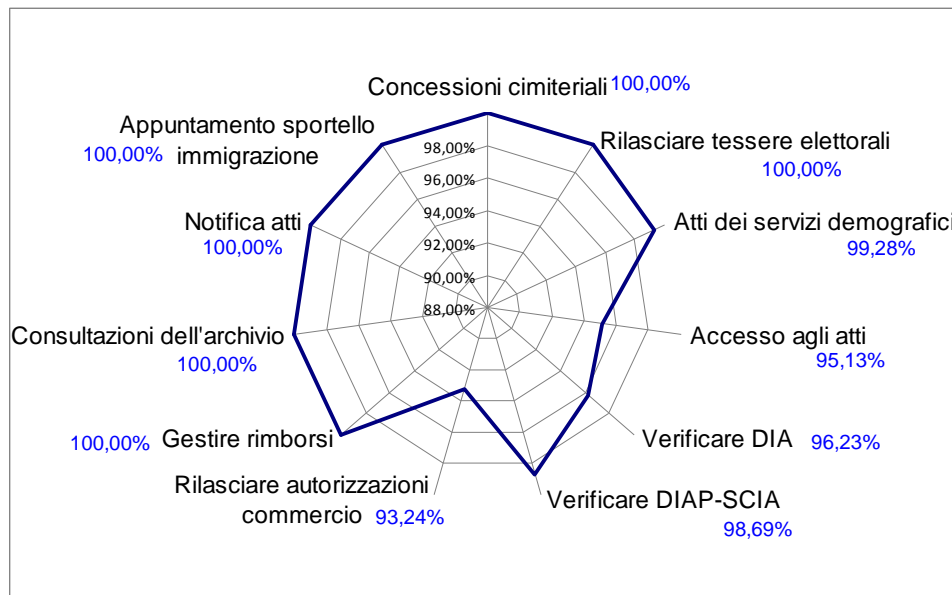 Concessioni cimiteriali 100,00%
Rilasciare tessere elettorali
100,00%
Atti dei servizi demografici
99,28%
Accesso agli atti
95,13%
Verificare DIA 96,23%
Verificare DIAP-SCIA
98,69%
Rilasciare autorizzazioni
commercio 93,24%
100,00% Gestire rimborsi
Consultazioni dell'archivio
100,00%
Notifica atti
100,00%
Appuntamento sportello
100,00% immigrazione
98,00%
96,00%
94,00%
92,00%
90,00%
88,00%